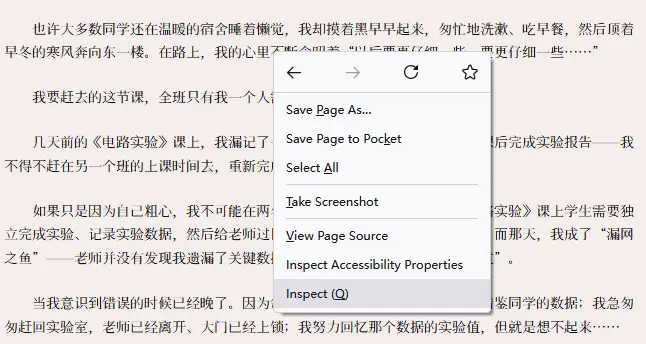 也许大多数同学还在温暖的宿舍睡着懒觉，我却摸着黑早早起来，匆忙地洗漱、吃早餐，然后顶着
早冬的寒风奔向东一楼。在路上，我的心里不断念叨着“以后要更仔细一些，要更仔细一些……”
我要赶去的这节课，全班只有我一个人
几天前的《电路实验》课上，我漏记了 课后完成实验报告——我
不得不赶在另一个班的上课时间去，重新完
如果只是因为自己粗心，我不可能在两 实验》课上学生需要独
立完成实验、记录实验数据，然后给老师过 而那天，我成了“漏网
之鱼”——老师并没有发现我遗漏了关键数 ”。
当我意识到错误的时候已经晚了。因为 鉴同学的数据；我急匆
匆赶回实验室，老师已经离开、大门已经上锁；我努力回忆那个数据的实验值，但就是想不起来……
Save Page As...
Save Page to Pocket
Select All
Take Screenshot
View Page Source
Inspect Accessibility Properties
Inspect (Q)